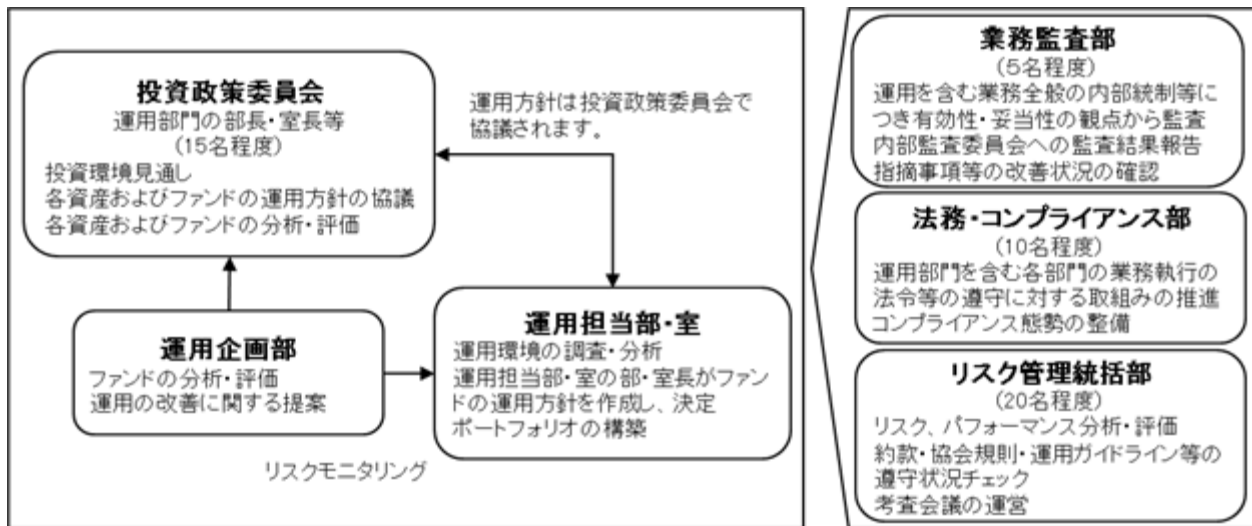 投資政策委員会
運用部門の部長・室長等
(15名程度)
投資環境見通し
各資産およびファンドの運用方針の協議
各資産およびファンドの分析・評価
運用方針は投資政策委員会で
協議されます。
運用企画部
ファンドの分析・評価
運用の改善に関する提案
運用担当部・室
運用環境の調査・分析
運用担当部・室の部・室長がファン
ドの運用方針を作成し、決定
ポートフォリオの構築
リスクモニタリング
業務監査部
(5名程度)
運用を含む業務全般の内部統制等に
つき有効性・妥当性の観点から監査
内部監査委員会への監査結果報告
指摘事項等の改善状況の確認
法務・コンプライアンス部
(10名程度)
運用部門を含む各部門の業務執行の
法令等の遵守に対する取組みの推進
コンプライアンス態勢の整備
リスク管理統括部
(20名程度)
リスク、パフォーマンス分析・評価
約款・協会規則・運用ガイドライン等の
遵守状況チェック
考査会議の運営